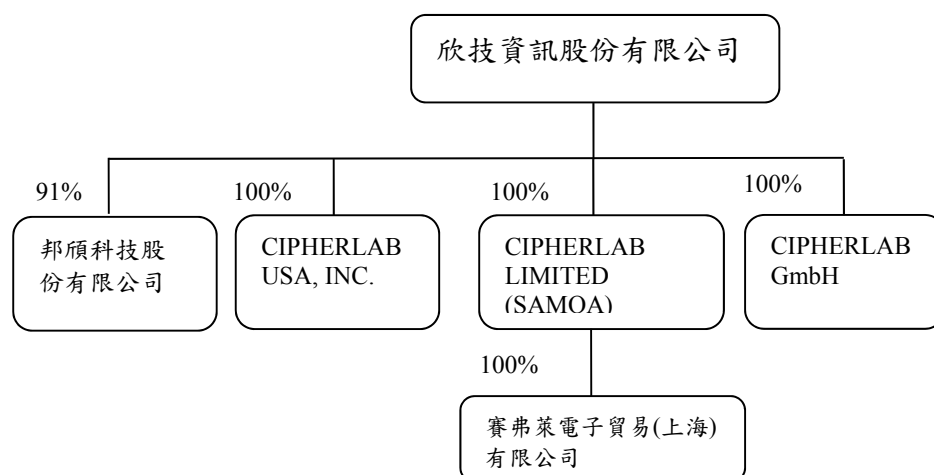 欣技資訊股份有限公司
91%
100%
100%
100%
邦頎科技股
份有限公司
CIPHERLAB
USA, INC.
CIPHERLAB
LIMITED
(SAMOA)
CIPHERLAB
GmbH
100%
賽弗萊電子貿易(上海)
有限公司